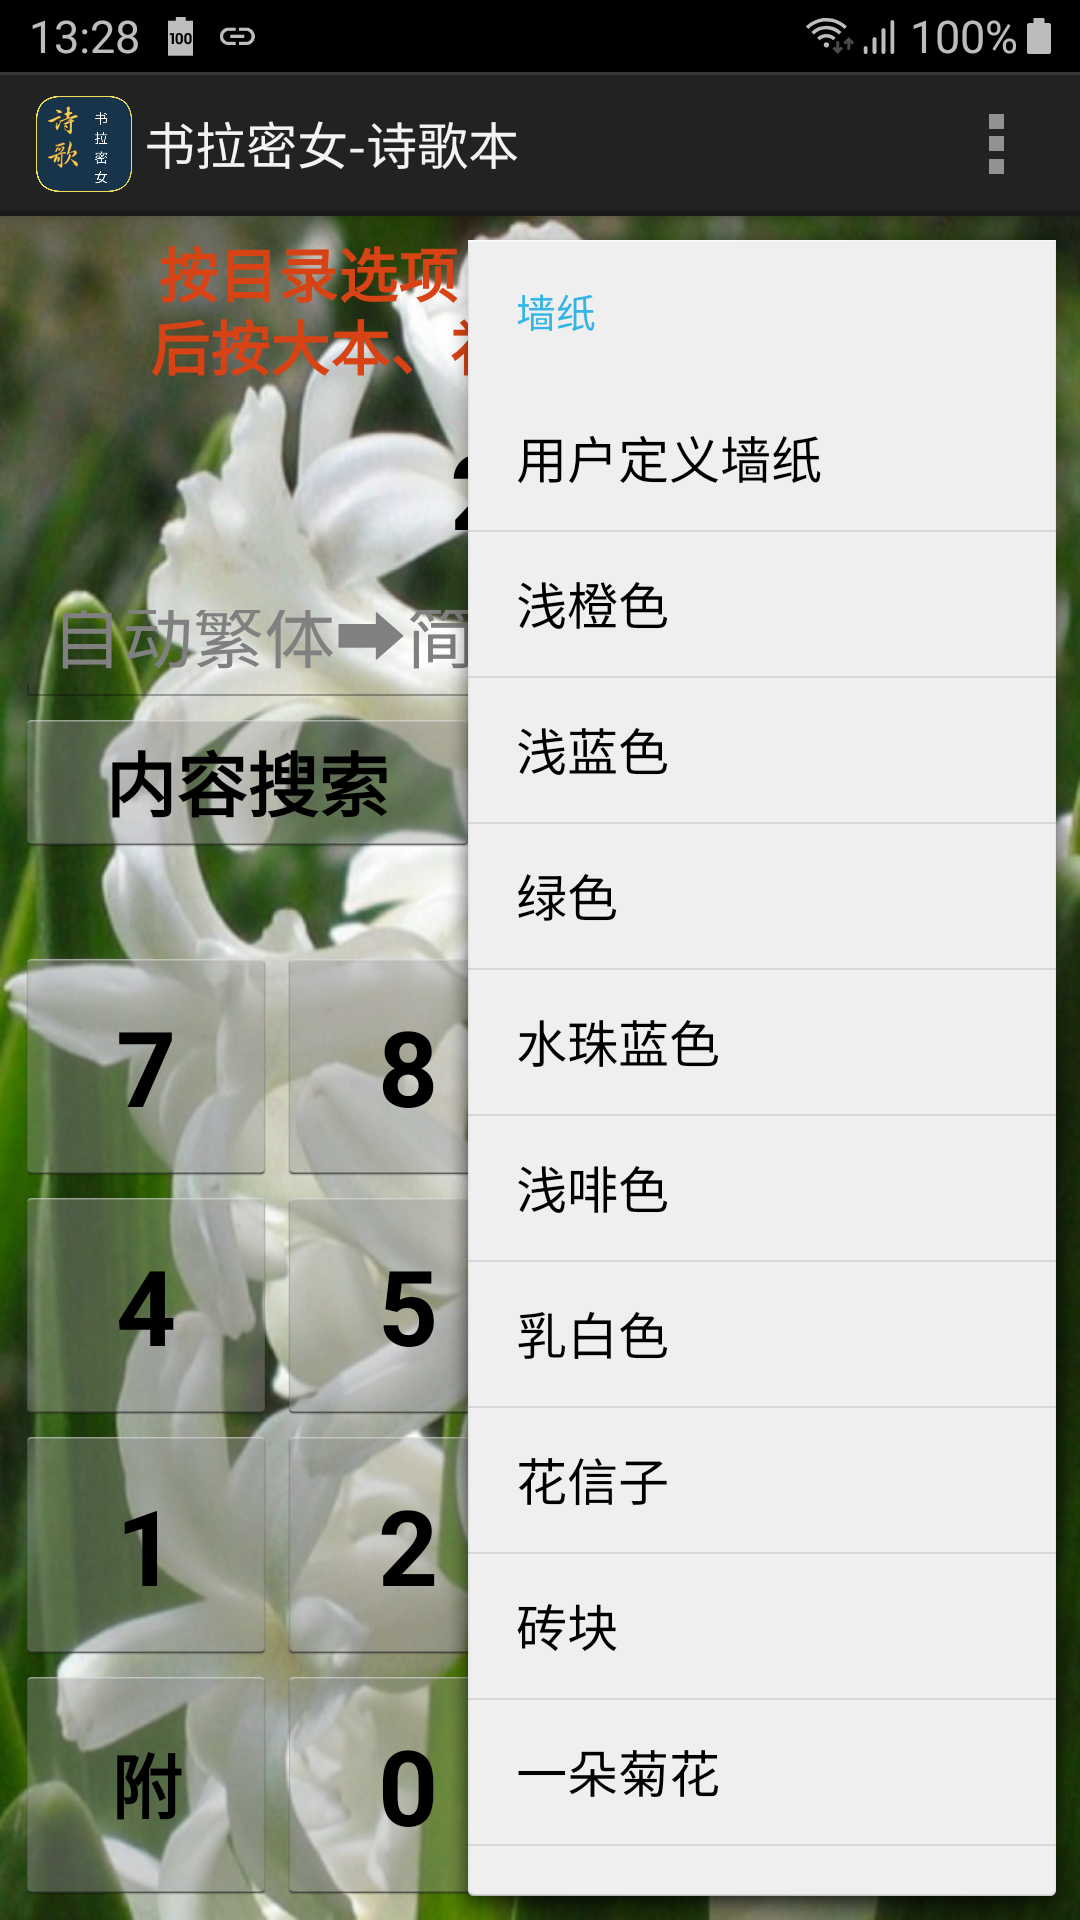 13:28
100
100%
诗歌
书拉密女
书拉密女-诗歌本
按目录选项
后按大本、
墙纸
用户定义墙纸
浅橙色
自动繁体➡简
浅蓝色
内容搜索
绿色
水珠蓝色
7 8
浅啡色
4 5
乳白色
花信子
1 2
砖块
附 0
一朵菊花